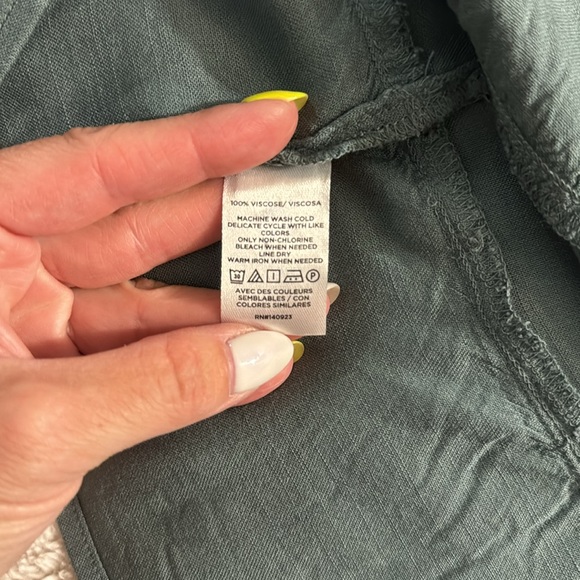 100% VISCOSE/ VISCOSA
MACHINE WASH COLD
DELICATE CYCLE WITH LIKE
COLORS
ONLY NON-CHLORINE
BLEACH WHEN NEEDED
LINE DRY
WARM IRON WHEN NEEDED
30 P
AVEC DES COULEURS
SEMBLABLES / CON
COLORES SIMILARES
RN#140923